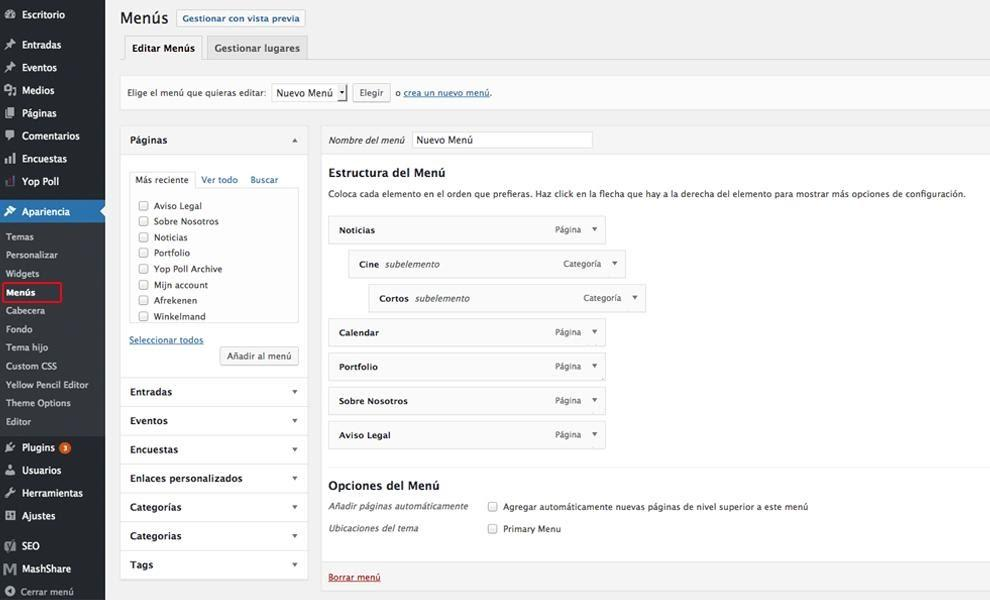 Escritorio
Entradas
Eventos
Medios
Páginas
Comentarios
Encuestas
Yop Poll
Apariencia
Temas
Personalizar
Widgets
Menús
Cabecera
Fondo
Tema hijo
Custom CSS
Yellow Pencil Editor
Theme Options
Editor
Plugins 3
Usuarios
Herramientas
Ajustes
SEO
MashShare
Cerrar menú
Menús Gestionar con vista previa
Editar Menús Gestionar lugares
Elige el menú que quieras editar: Nuevo Menú Elegir o crea un nuevo menú.
Páginas
Más reciente Ver todo Buscar
Aviso Legal
Sobre Nosotros
Noticias
Portfolio
Yop Poll Archive
Mijn account
Afrekenen
Winkelmand
Seleccionar todos
Añadir al menú
Entradas
Eventos
Encuestas
Enlaces personalizados
Categorías
Categorias
Tags
Nombre del menú Nuevo Menú
Estructura del Menú
Coloca cada elemento en el orden que prefieras. Haz click en la flecha que hay a la derecha del elemento para mostrar más opciones de configuración.
Noticias Página
Cine subelemento Categoría
Cortos subelemento Categoría
Calendar Página
Portfolio Página
Sobre Nosotros Página
Aviso Legal Página
Opciones del Menú
Añadir páginas automáticamente Agregar automáticamente nuevas páginas de nivel superior a este menú
Ubicaciones del tema Primary Menu
Borrar menú